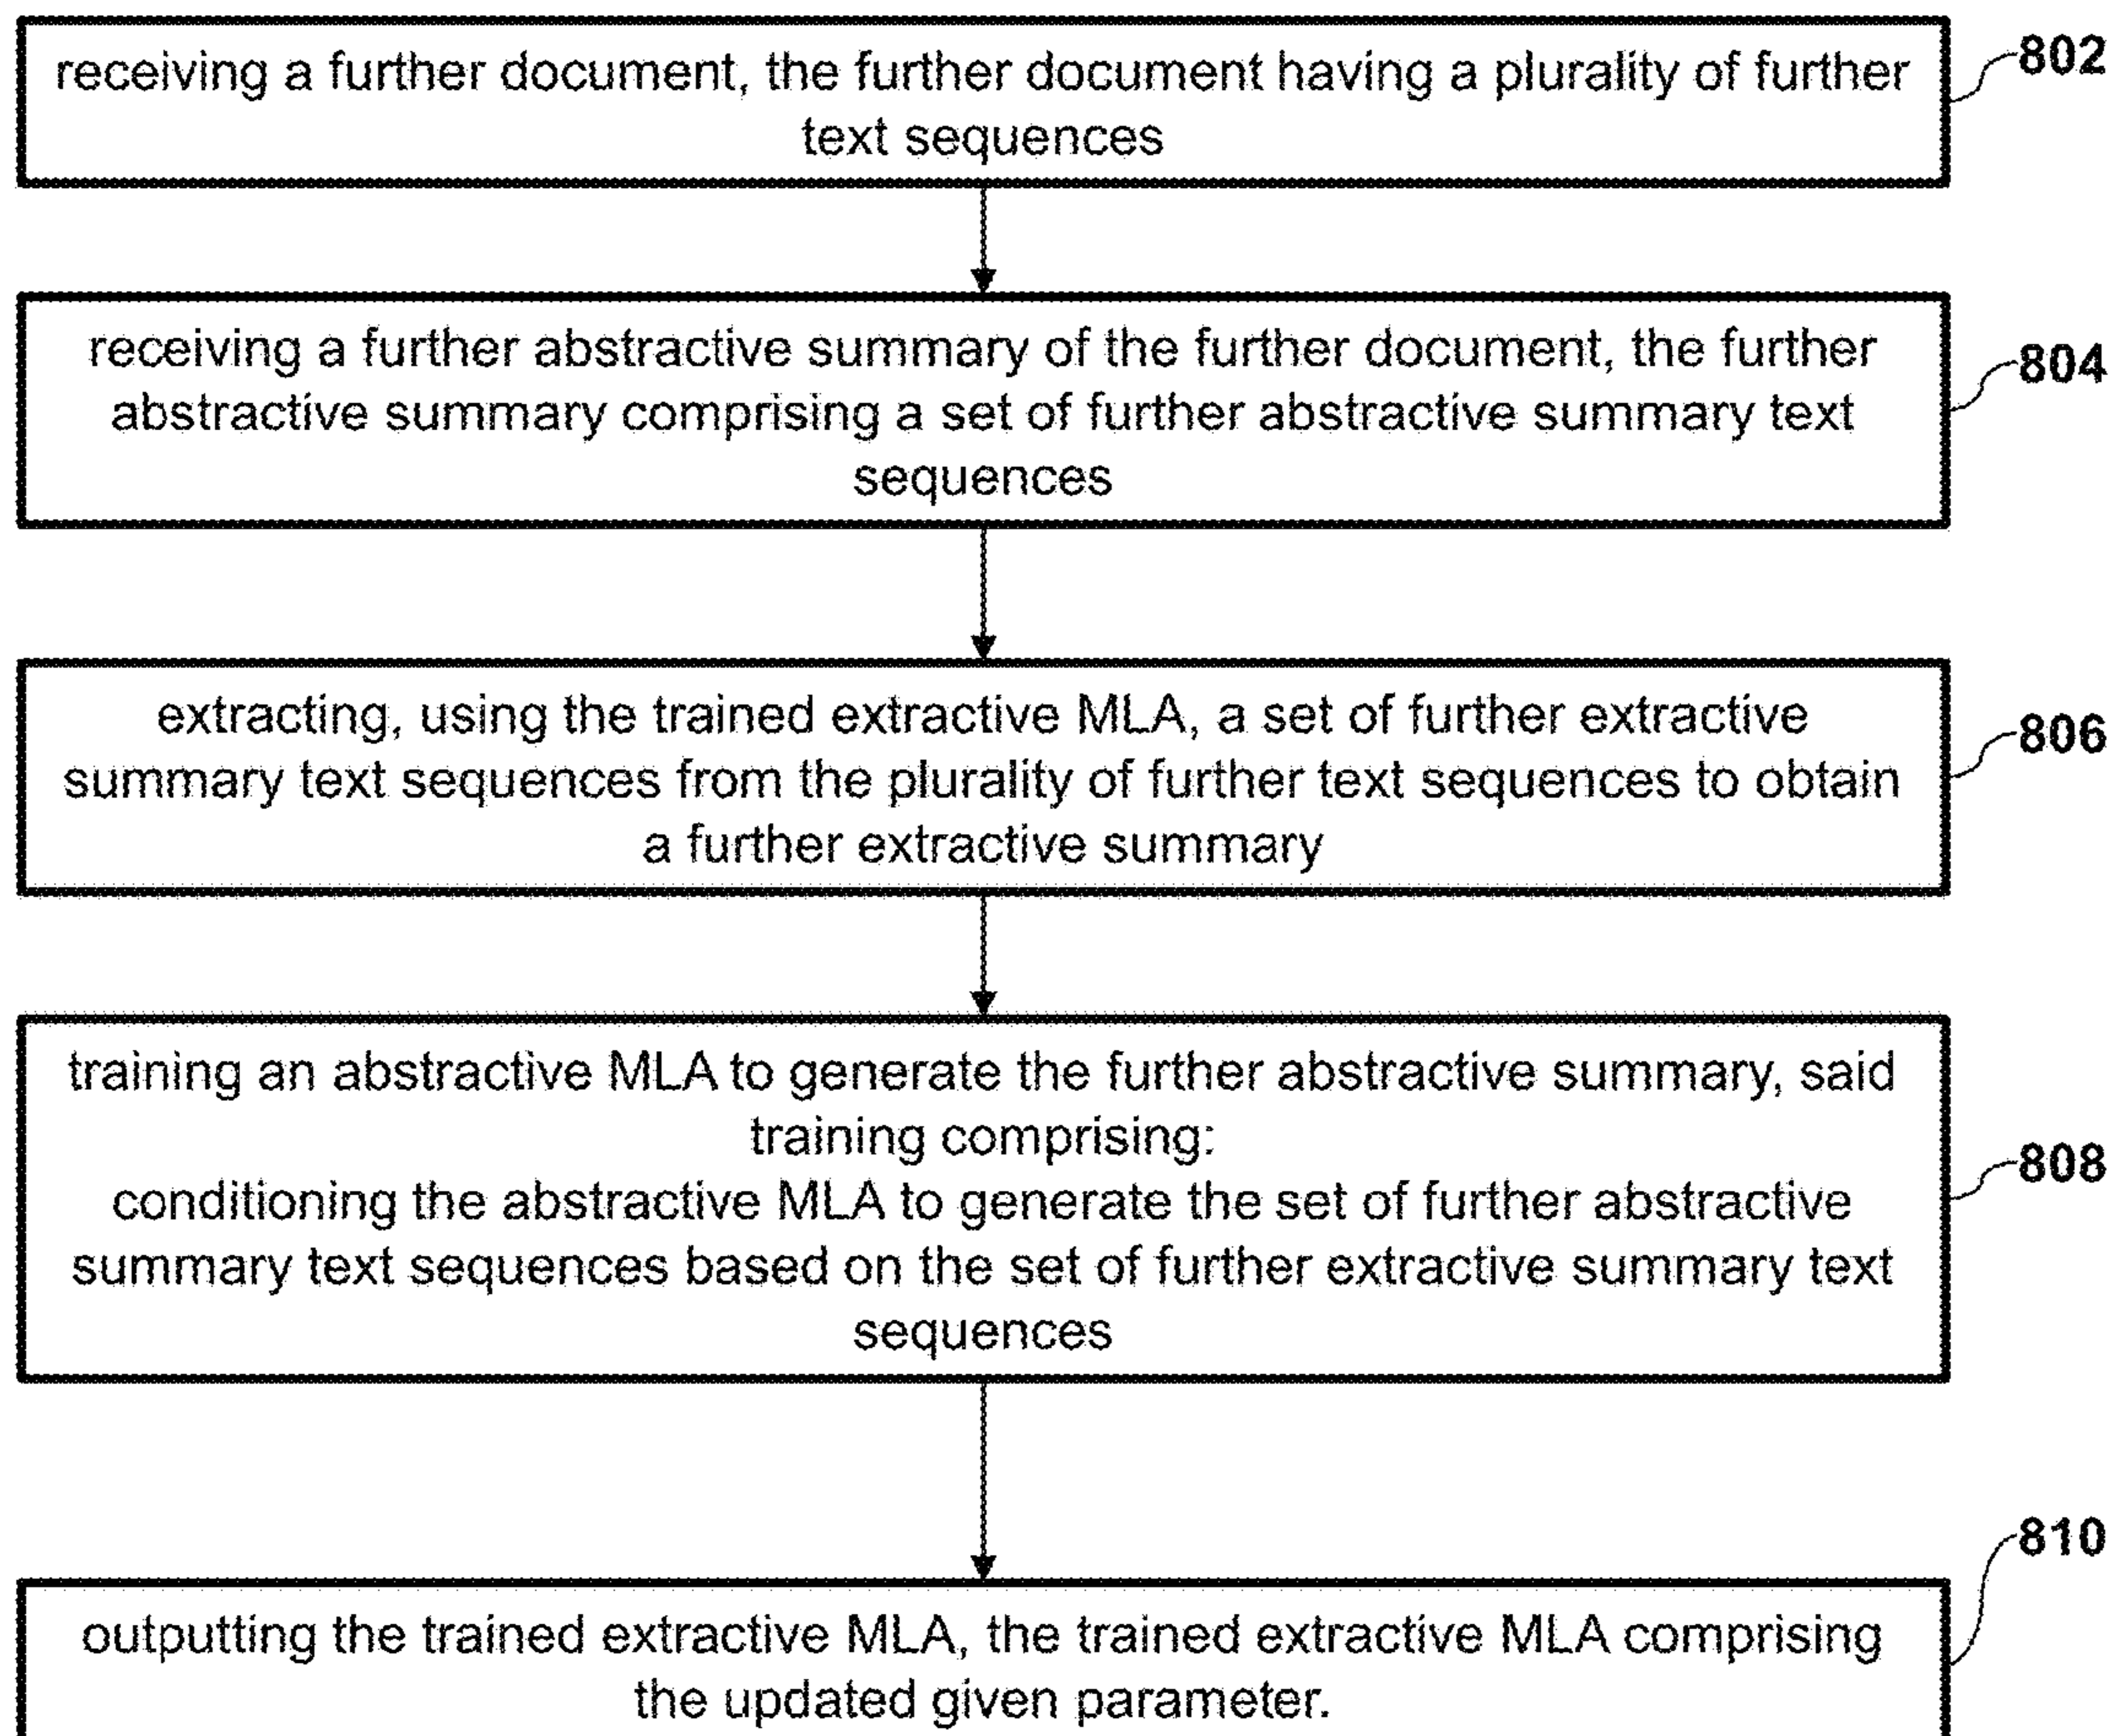 receiving a further document, the further document having a plurality of further
text sequences
802
receiving a further abstractive summary of the further document, the further
abstractive summary comprising a set of further abstractive summary text
sequences
804
extracting, using the trained extractive MLA, a set of further extractive
summary text sequences from the plurality of further text sequences to obtain
a further extractive summary
806
training an abstractive MLA to generate the further abstractive summary, said
training comprising:
conditioning the abstractive MLA to generate the set of further abstractive
summary text sequences based on the set of further extractive summary text
sequences
808
outputting the trained extractive MLA, the trained extractive MLA comprising
the updated given parameter.
810